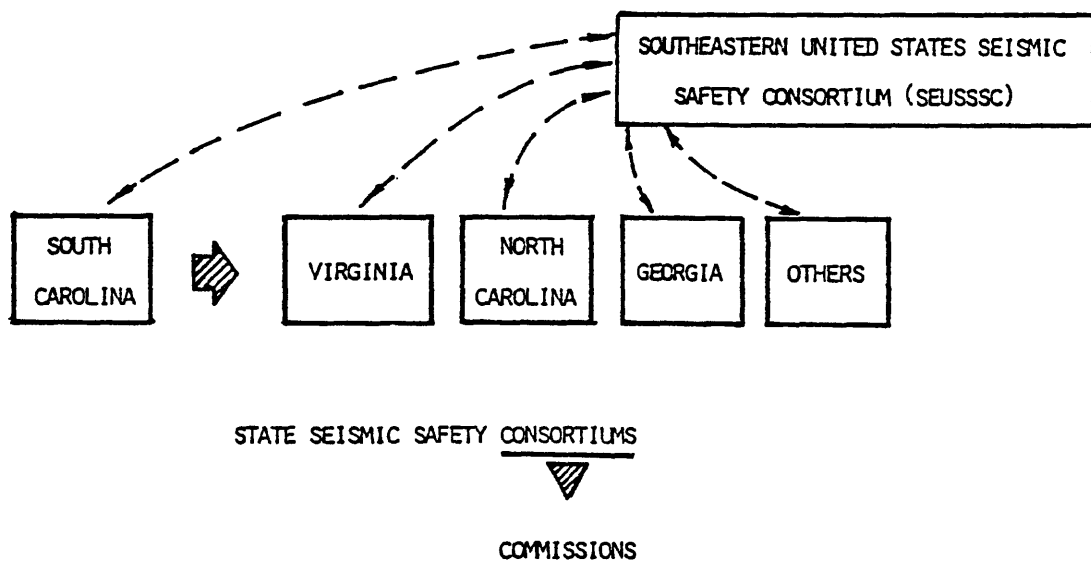 SOUTHEASTERN UNITED STATES SEISMIC
SAFETY CONSORTIUM (SEUSSSC)
SOUTH
CAROLINA
VIRGINIA
NORTH
CAROLINA
GEORGIA
OTHERS
STATE SEISMIC SAFETY CONSORTIUMS
COMMISSIONS